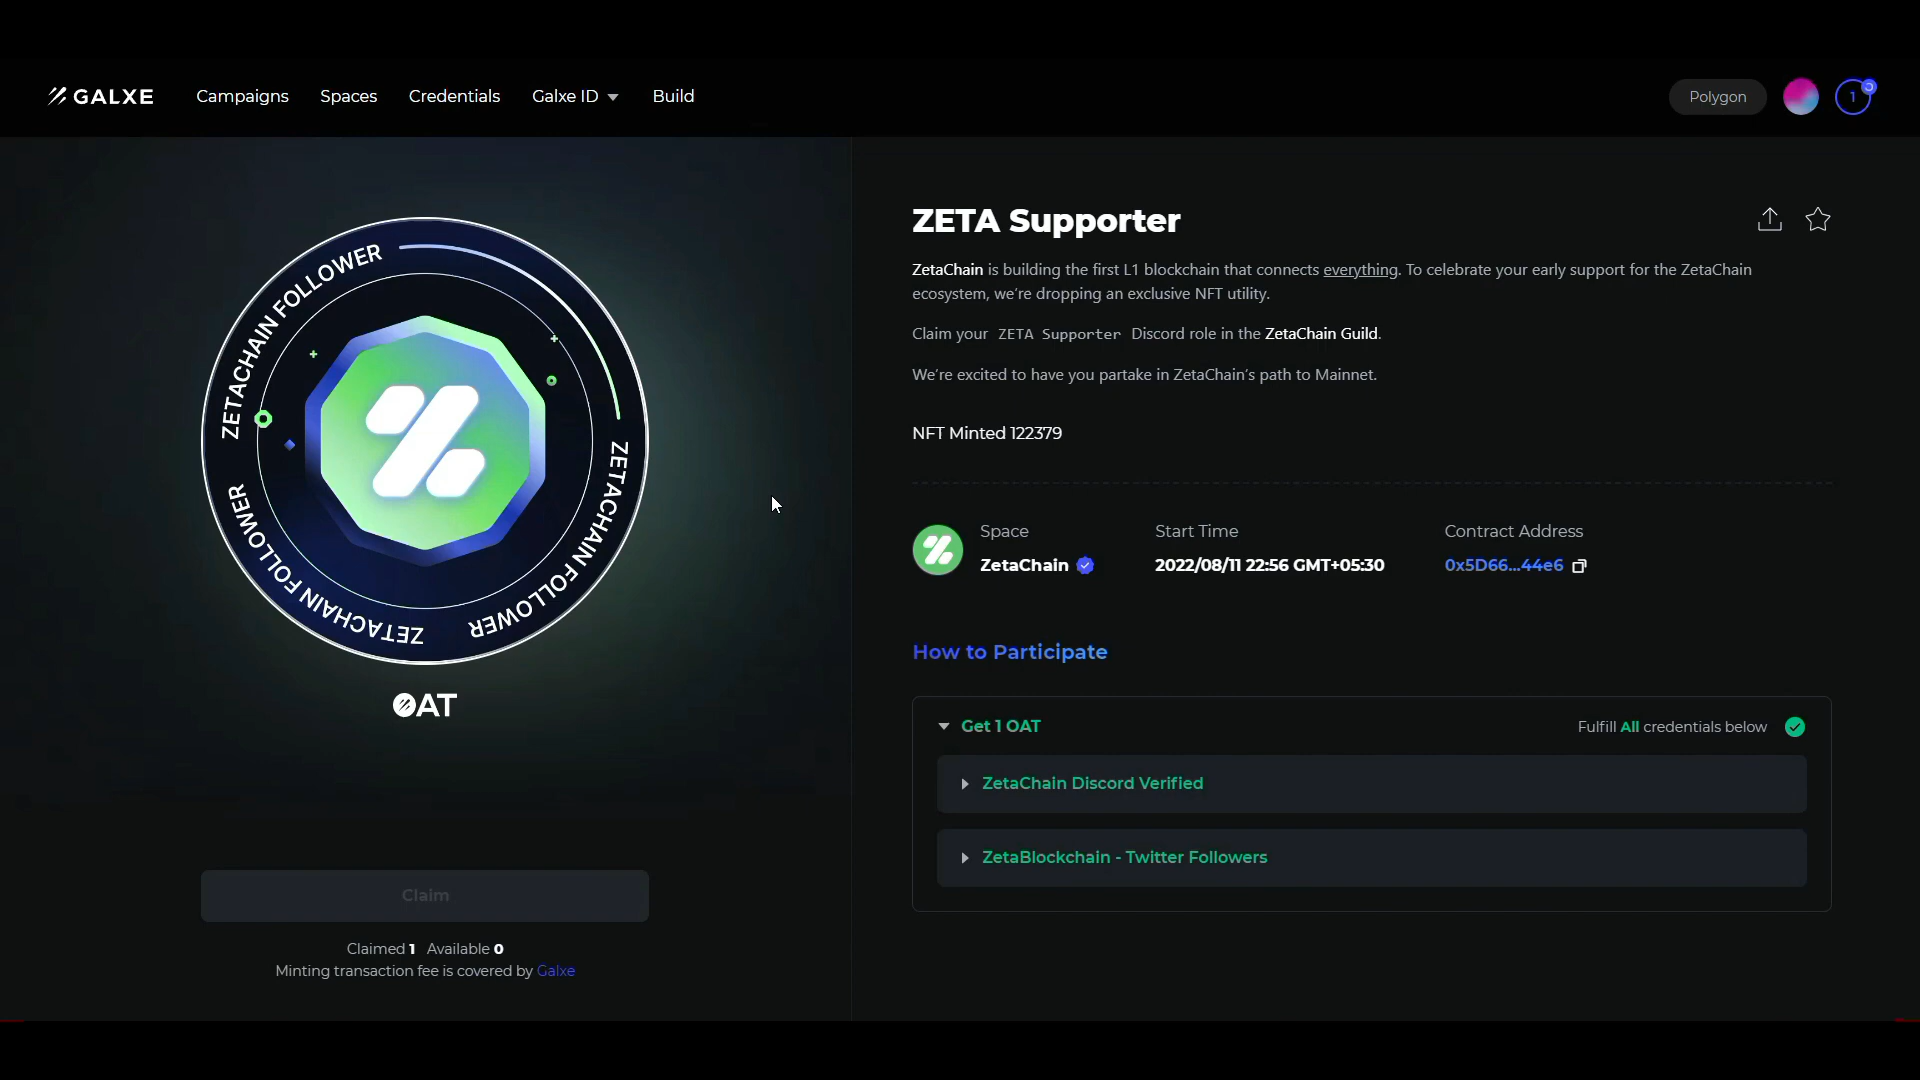 GALXE
Campaigns
Spaces
Credentials
Galxe ID
Build
Polygon
1
ZETACHAIN FOLLOWER
ZETACHAIN FOLLOWER
ZETACHAIN FOLLOWER
OAT
Claim
Claimed 1 Available 0
Minting transaction fee is covered by Galxe
ZETA Supporter
ZetaChain is building the first L1 blockchain that connects everything. To celebrate your early support for the ZetaChain
ecosystem, we're dropping an exclusive NFT utility.
Claim your ZETA Supporter Discord role in the ZetaChain Guild.
We're excited to have you partake in ZetaChain's path to Mainnet.
NFT Minted 122379
Space
ZetaChain
Start Time
2022/08/11 22:56 GMT+05:30
Contract Address
0x5D66...44e6
How to Participate
Get 1 OAT
Fulfill All credentials below
ZetaChain Discord Verified
ZetaBlockchain - Twitter Followers